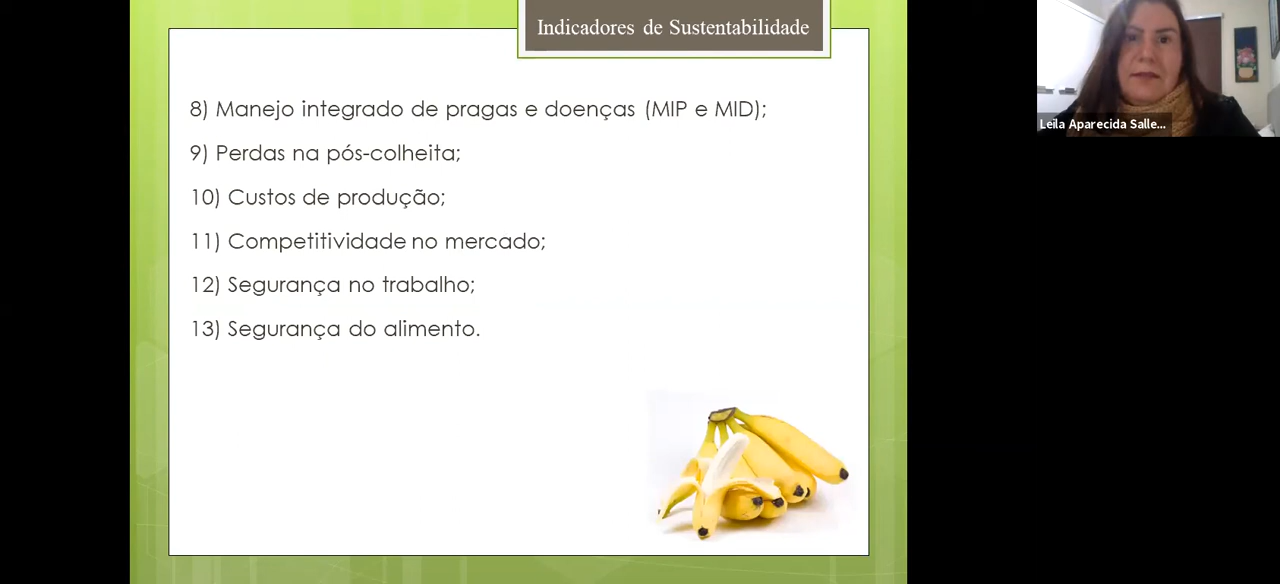 Indicadores de Sustentabilidade
8) Manejo integrado de pragas e doenças (MIP e MID);
9) Perdas na pós-colheita;
10) Custos de produção;
11) Competitividade no mercado;
12) Segurança no trabalho;
13) Segurança do alimento.
Leila Aparecida Salle...